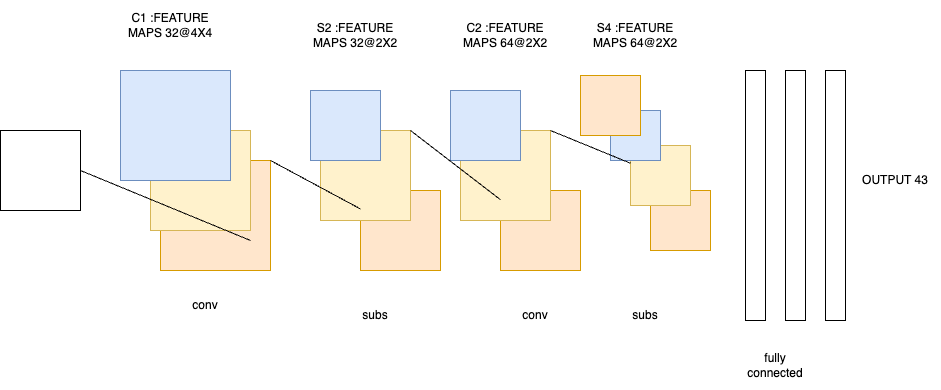 C1 :FEATURE
MAPS 32@4X4
S2 :FEATURE
MAPS 32@2X2
C2 :FEATURE
MAPS 64@2X2
S4 :FEATURE
MAPS 64@2X2
OUTPUT 43
conv
subs
conv
subs
fully
connected